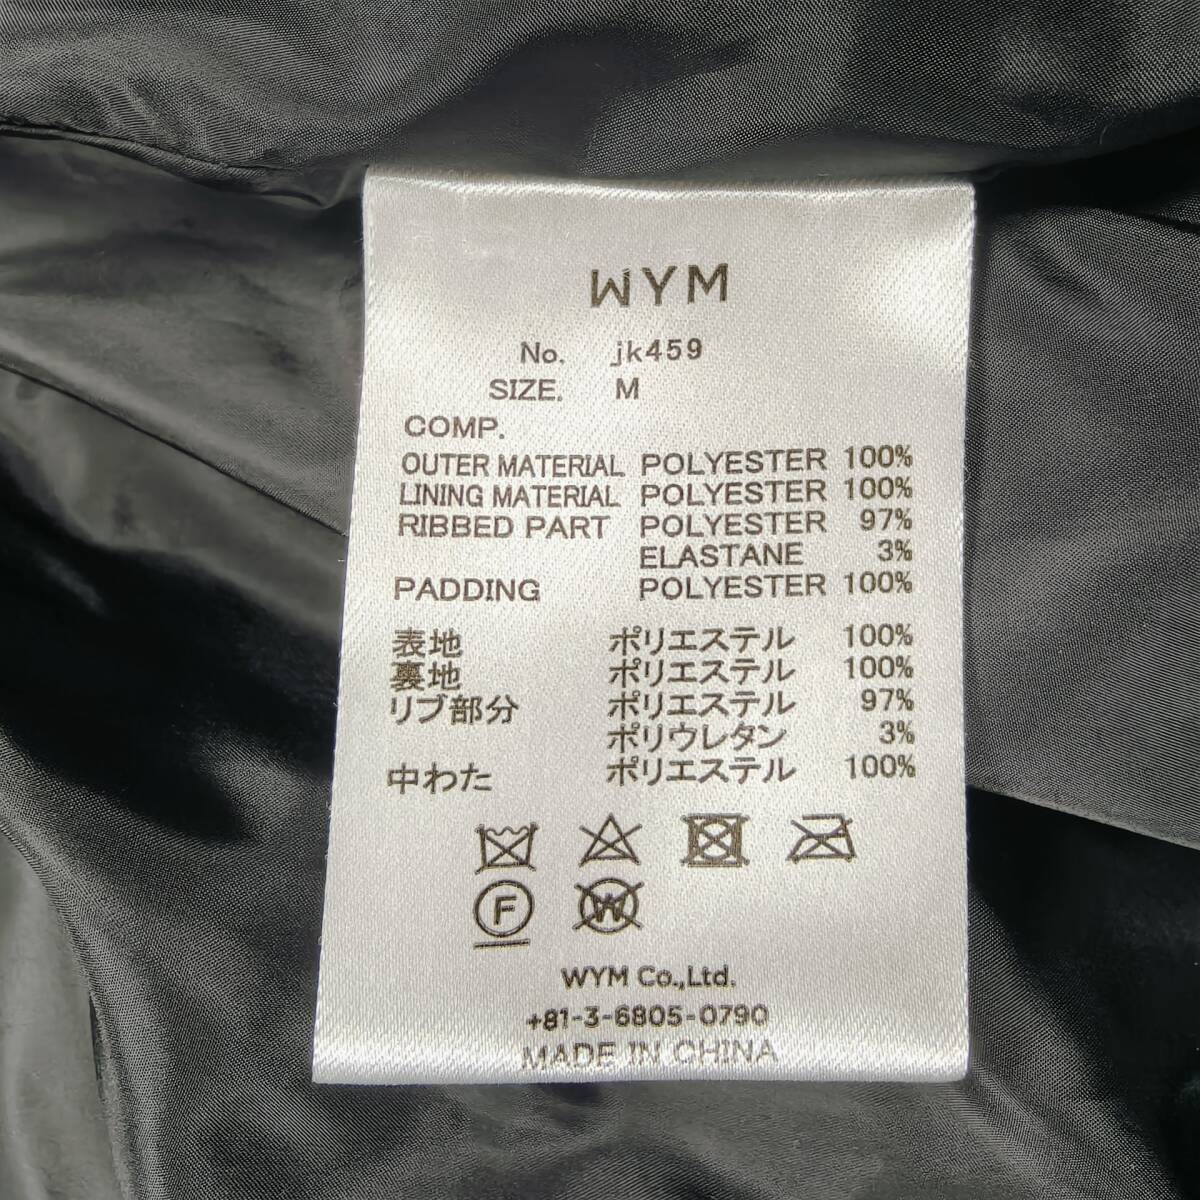 WYM
No. jk459
SIZE. M
COMP.
OUTER MATERIAL POLYESTER 100%
LINING MATERIAL POLYESTER 100%
RIBBED PART POLYESTER 97%
ELASTANE 3%
PADDING POLYESTER 100%
表地 ポリエステル 100%
裏地 ポリエステル 100%
リブ部分 ポリエステル 97%
ポリウレタン 3%
中わた ポリエステル 100%
F W
WYM Co.,Ltd.
+81-3-6805-0790
MADE IN CHINA